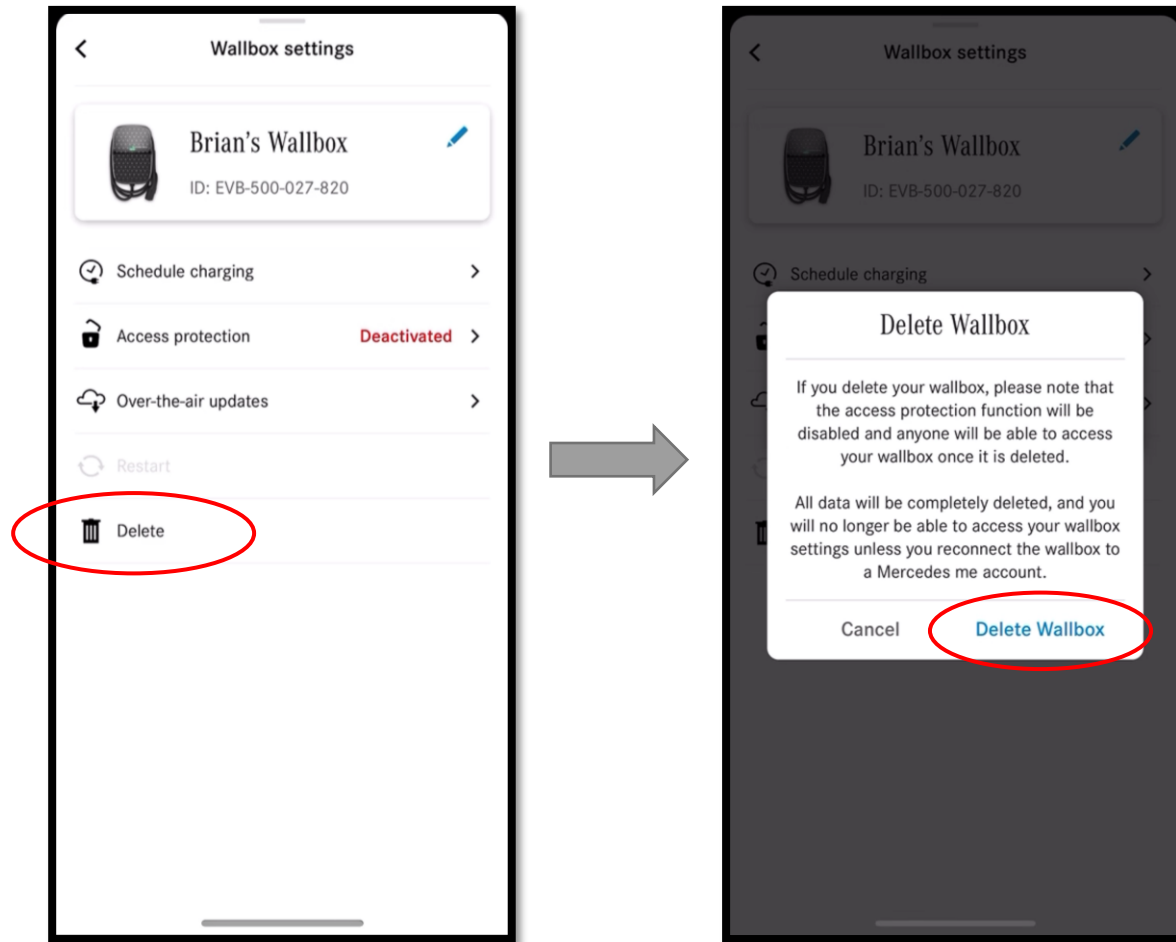 Wallbox settings
Brian's Wallbox
ID: EVB-500-027-820
Schedule charging
Access protection Deactivated
Over-the-air updates
Restart
Delete
Wallbox settings
Brian's Wallbox
ID: EVB-500-027-820
Schedule charging
Delete Wallbox
If you delete your wallbox, please note that
the access protection function will be
disabled and anyone will be able to access
your wallbox once it is deleted.
All data will be completely deleted, and you
will no longer be able to access your wallbox
settings unless you reconnect the wallbox to
a Mercedes me account.
Cancel Delete Wallbox